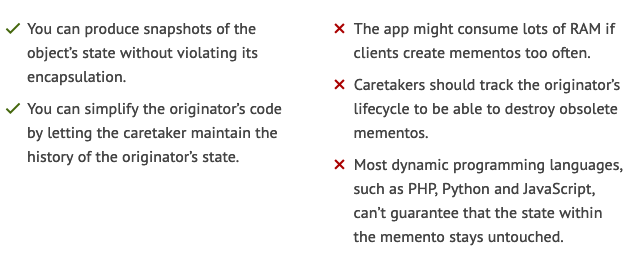 You can produce snapshots of the
object’s state without violating its
encapsulation.
You can simplify the originator’s code
by letting the caretaker maintain the
history of the originator’s state.
The app might consume lots of RAM if
clients create mementos too often.
Caretakers should track the originator’s
lifecycle to be able to destroy obsolete
mementos.
Most dynamic programming languages,
such as PHP, Python and JavaScript,
can’t guarantee that the state within
the memento stays untouched.